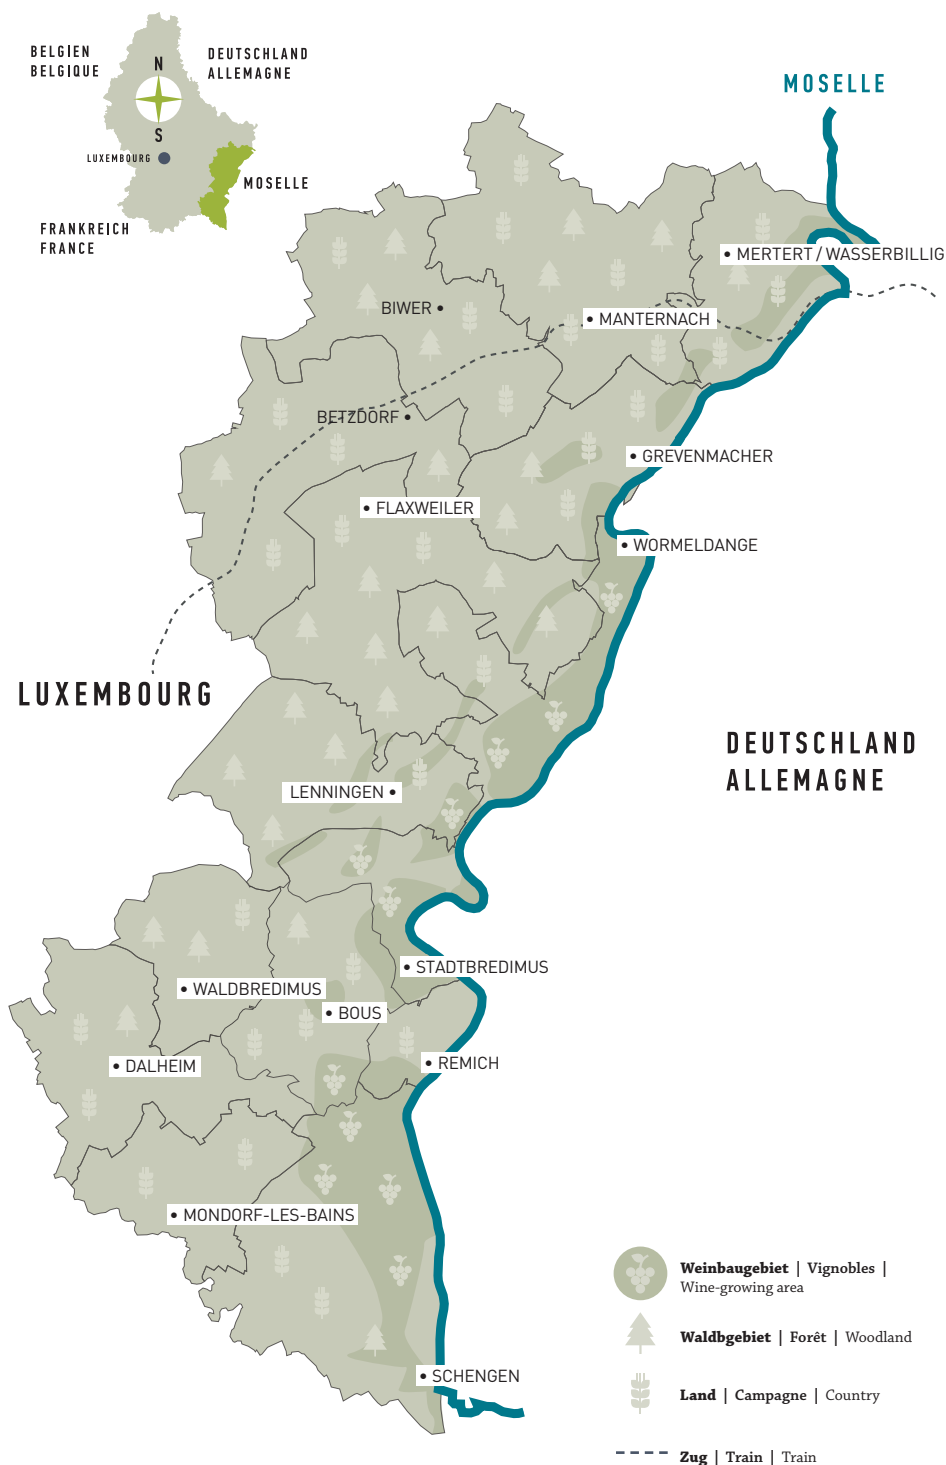 BELGIEN
BELGIQUE
N
DEUTSCHLAND
ALLEMAGNE
S
LUXEMBOURG
MOSELLE
FRANKREICH
FRANCE
MOSELLE
• MERTERT / WASSERBILLIG
BIWER •
• MANTERNACH
BETZDORF •
• GREVENMACHER
• FLAXWEILER
• WORMELDANGE
LUXEMBOURG
DEUTSCHLAND
ALLEMAGNE
LENNINGEN •
• STADTBREDIMUS
• WALDBREDIMUS
• BOUS
• DALHEIM
• REMICH
• MONDORF-LES-BAINS
• SCHENGEN
Weinbaugebiet | Vignobles |
Wine-growing area
Waldbgebiet | Forêt | Woodland
Land | Campagne | Country
Zug | Train | Train